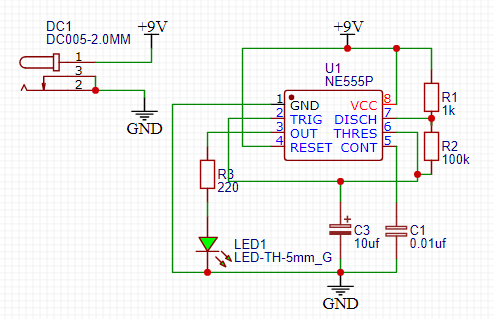 DC1
DC005-2.0MM
+9V
1
3
2
GND
+9V
U1
NE555P
1 GND VCC 8
2 TRIG DISCH 7
3 OUT THRES 6
4 RESET CONT 5
R1
1k
R2
100k
R3
220
LED1
LED-TH-5mm_G
+
C3
10uf
C1
0.01uf
GND